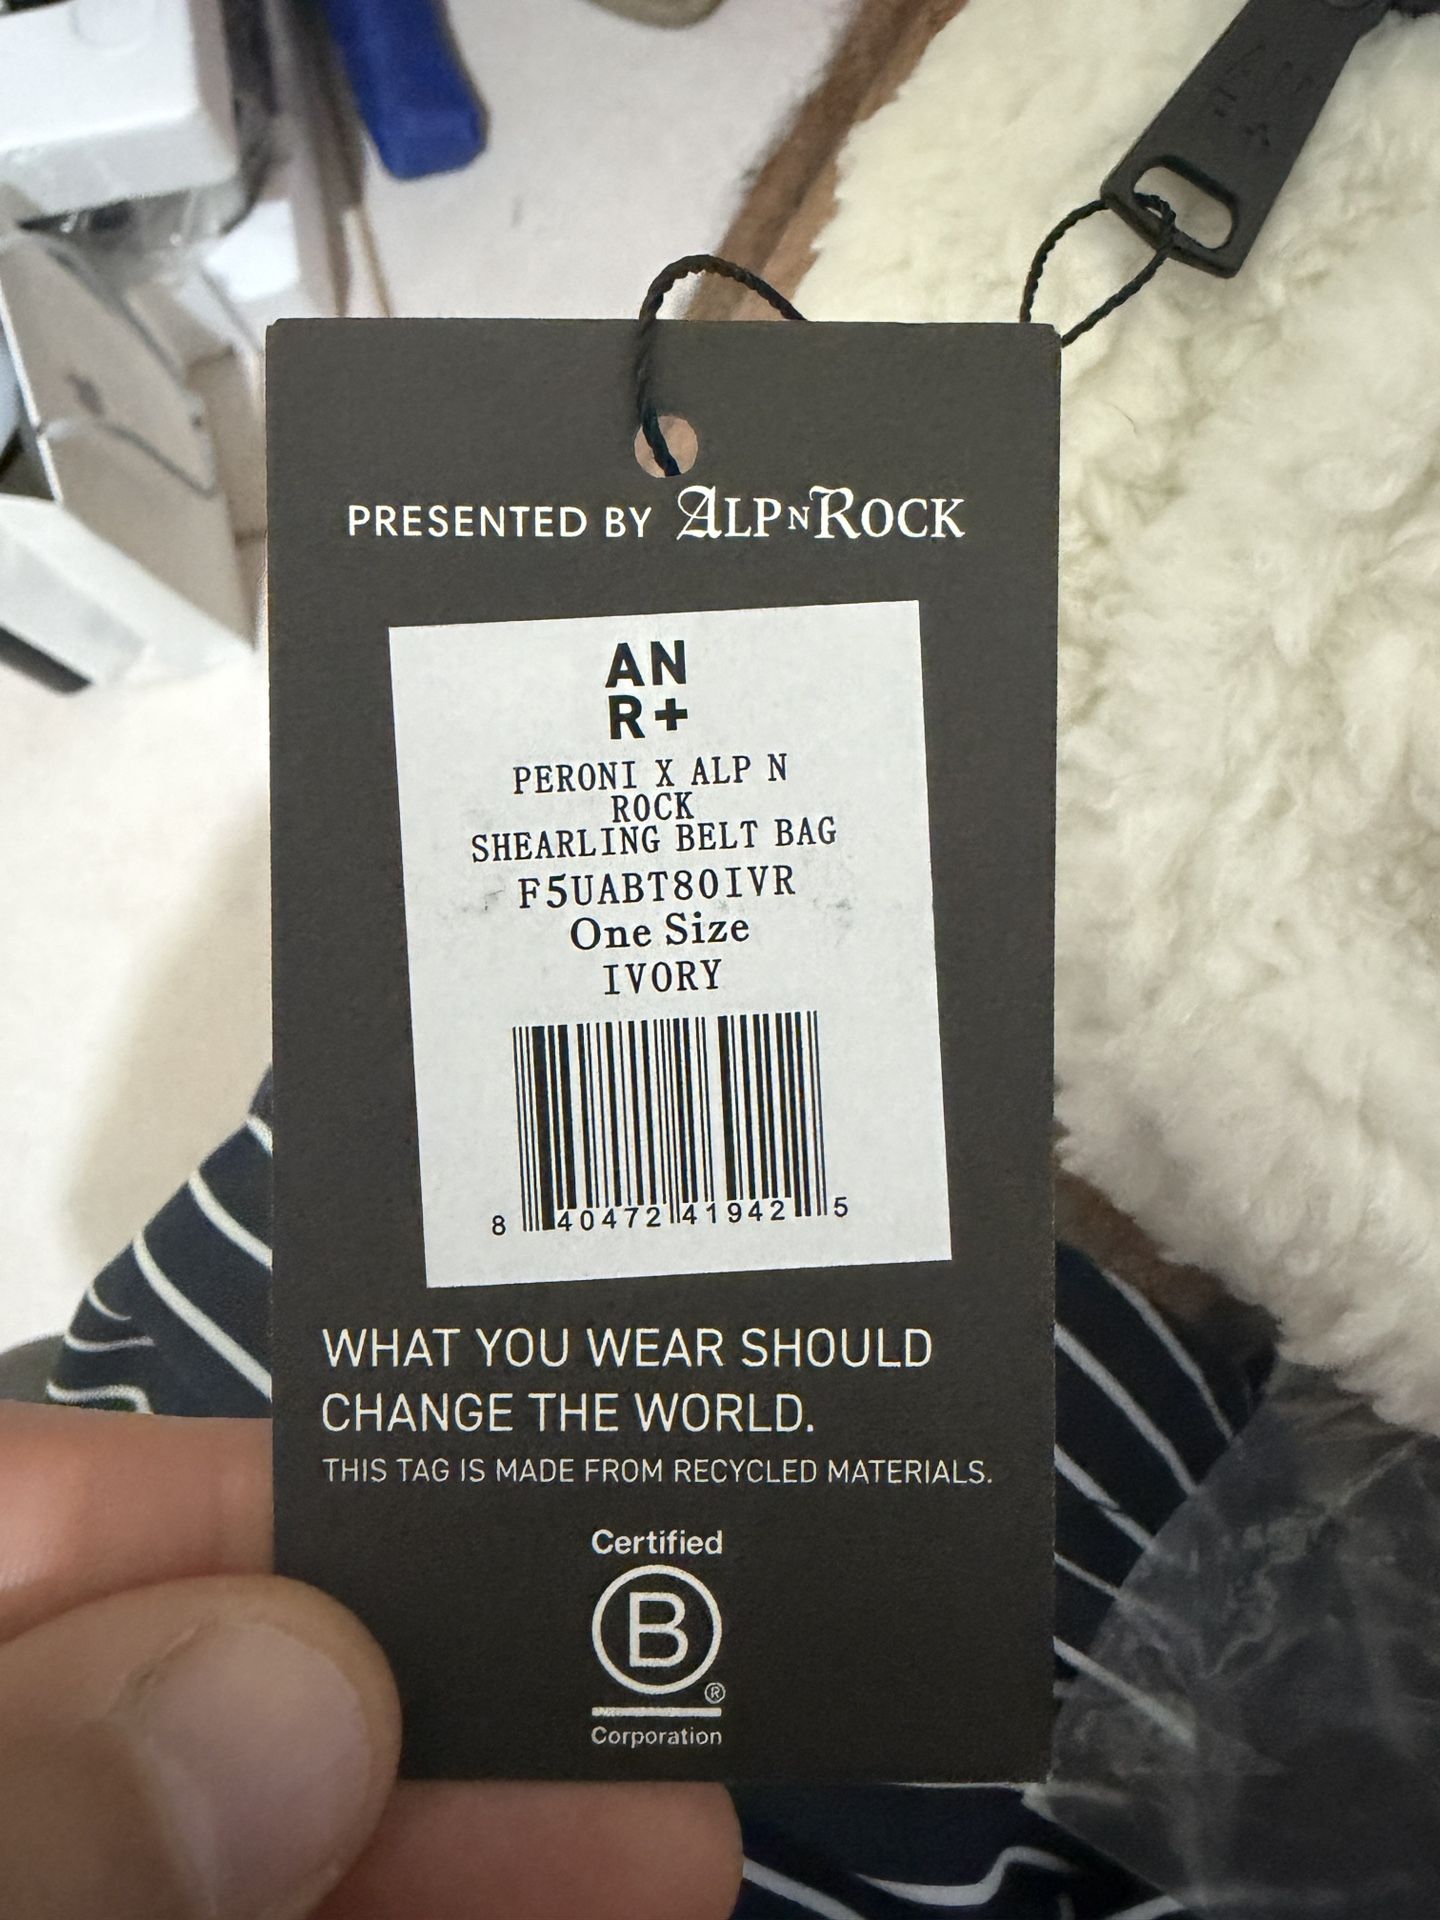 PRESENTED BY ALPNROCK
AN
R+
PERONI X ALP N
ROCK
SHEARLING BELT BAG
F5UABT80IVR
One Size
IVORY
8 40472 41942 5
WHAT YOU WEAR SHOULD
CHANGE THE WORLD.
THIS TAG IS MADE FROM RECYCLED MATERIALS.
Certified
B
®
Corporation